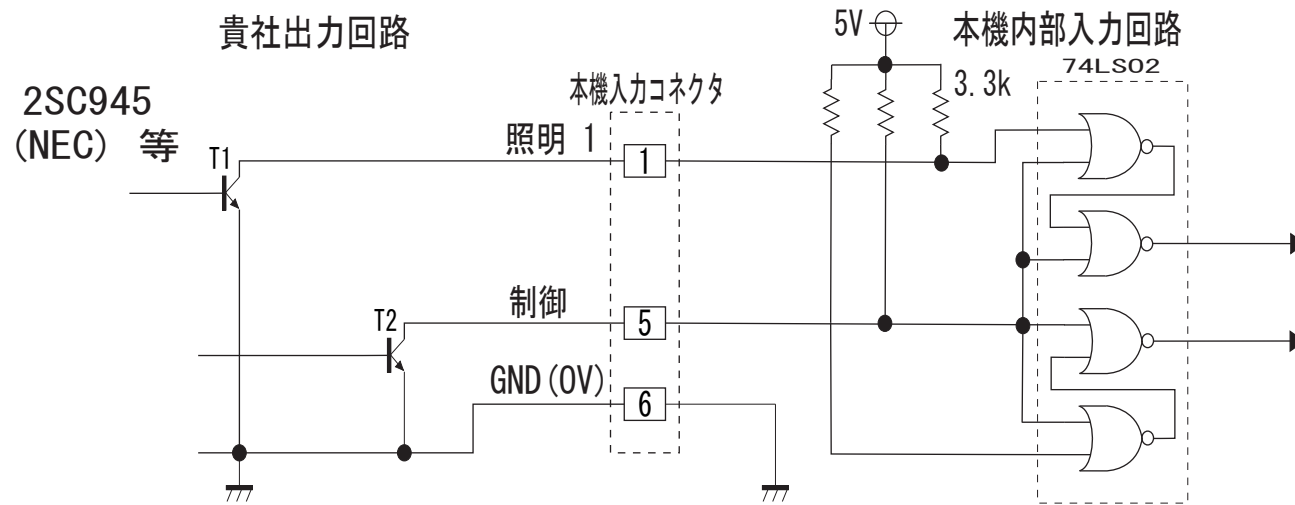 貴社出力回路
5V
本機内部入力回路
74LS02
2SC945
(NEC) 等
本機入力コネクタ
3.3k
照明 1
T1
1
制御
T2
5
GND(0V)
6